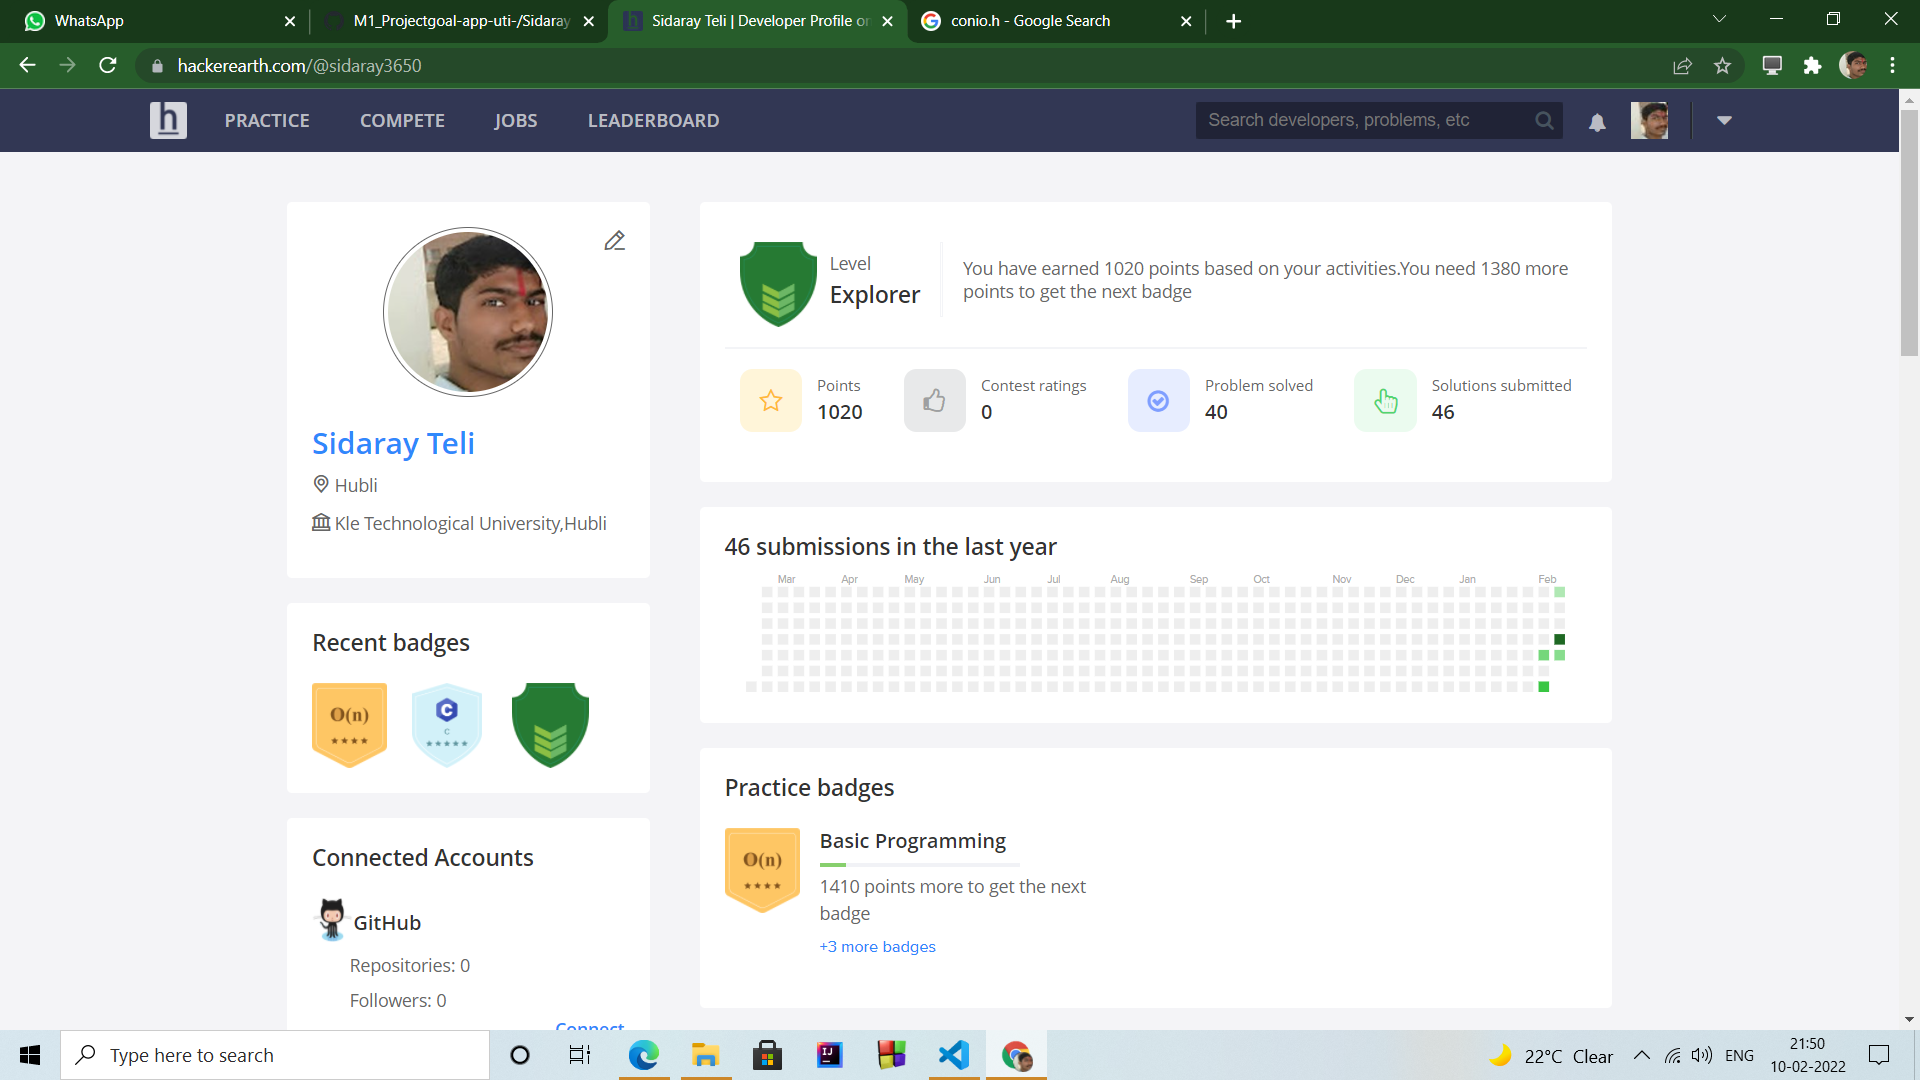 WhatsApp
M1_Projectgoal-app-uti-/Sidaray
Sidaray Teli | Developer Profile on
conio.h - Google Search
hackerearth.com/@sidaray3650
h
PRACTICE
COMPETE
JOBS
LEADERBOARD
Search developers, problems, etc
Sidaray Teli
Hubli
Kle Technological University,Hubli
Level
Explorer
You have earned 1020 points based on your activities.You need 1380 more
points to get the next badge
Points
1020
Contest ratings
0
Problem solved
40
Solutions submitted
46
46 submissions in the last year
Mar Apr May Jun Jul Aug Sep Oct Nov Dec Jan Feb
Recent badges
O(n)
C
C
Practice badges
O(n)
Basic Programming
1410 points more to get the next
badge
+3 more badges
Connected Accounts
GitHub
Repositories: 0
Followers: 0
Connect
Type here to search
IJ
22°C Clear
ENG
21:50
10-02-2022